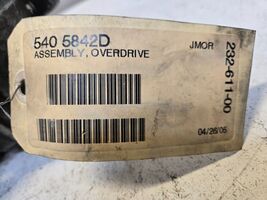 540 5842D
JMOR
ASSEMBLY, OVERDRIVE
232-611-00
04/26/05